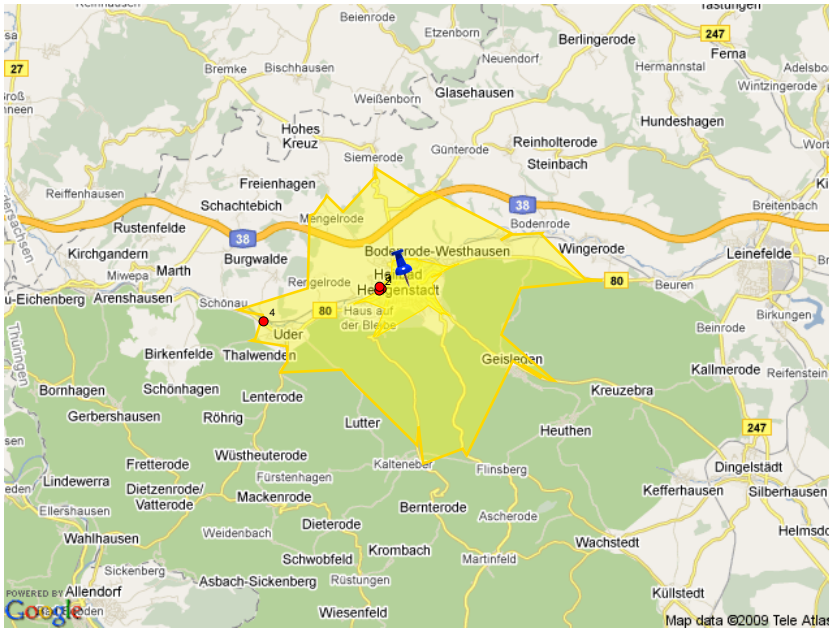 Reinhausen
Beienrode
Tastungen
Etzenborn
Berlingerode
247
Ferna
27
Bremke
Bischhausen
Neuendorf
Hermannstal
Weißenborn
Glasehausen
Wintzingerode
Hundeshagen
Hohes
Kreuz
Siemerode
Günterode
Reinholterode
Steinbach
Freienhagen
Reiffenhausen
Schachtebich
Mengelrode
38
Bodenrode
Breitenbach
Rustenfelde
38
Kirchgandern
Burgwalde
Bodenrode-Westhausen
Wingerode
Leinefelde
Miwepa
Marth
Rengelrode
Heilbad
Heiligenstadt
2
80
Beuren
u-Eichenberg
Arenshausen
Schönau
80
Haus auf
der Bleibe
4
Uder
Birkungen
Beinrode
Thüringen
Birkenfelde
Thalwenden
Geisleden
Kallmerode
Reifenstein
Bornhagen
Schönhagen
Lenterode
Kreuzebra
Gerbershausen
Röhrig
Lutter
Heuthen
247
Wüstheuterode
Fretterode
Kalteneber
Flinsberg
Dingelstädt
Lindewerra
Fürstenhagen
Dietzenrode/
Vatterode
Mackenrode
Kefferhausen
Silberhausen
Ellershausen
Bernterode
Ascherode
Dieterode
Weidenbach
Wahlhausen
Krombach
Wachstedt
Helmsdo
Schwobfeld
Martinfeld
Sickenberg
Asbach-Sickenberg
Rüstungen
Allendorf
Küllstedt
POWERED BY
Google
Wiesenfeld
Map data ©2009 Tele Atlas